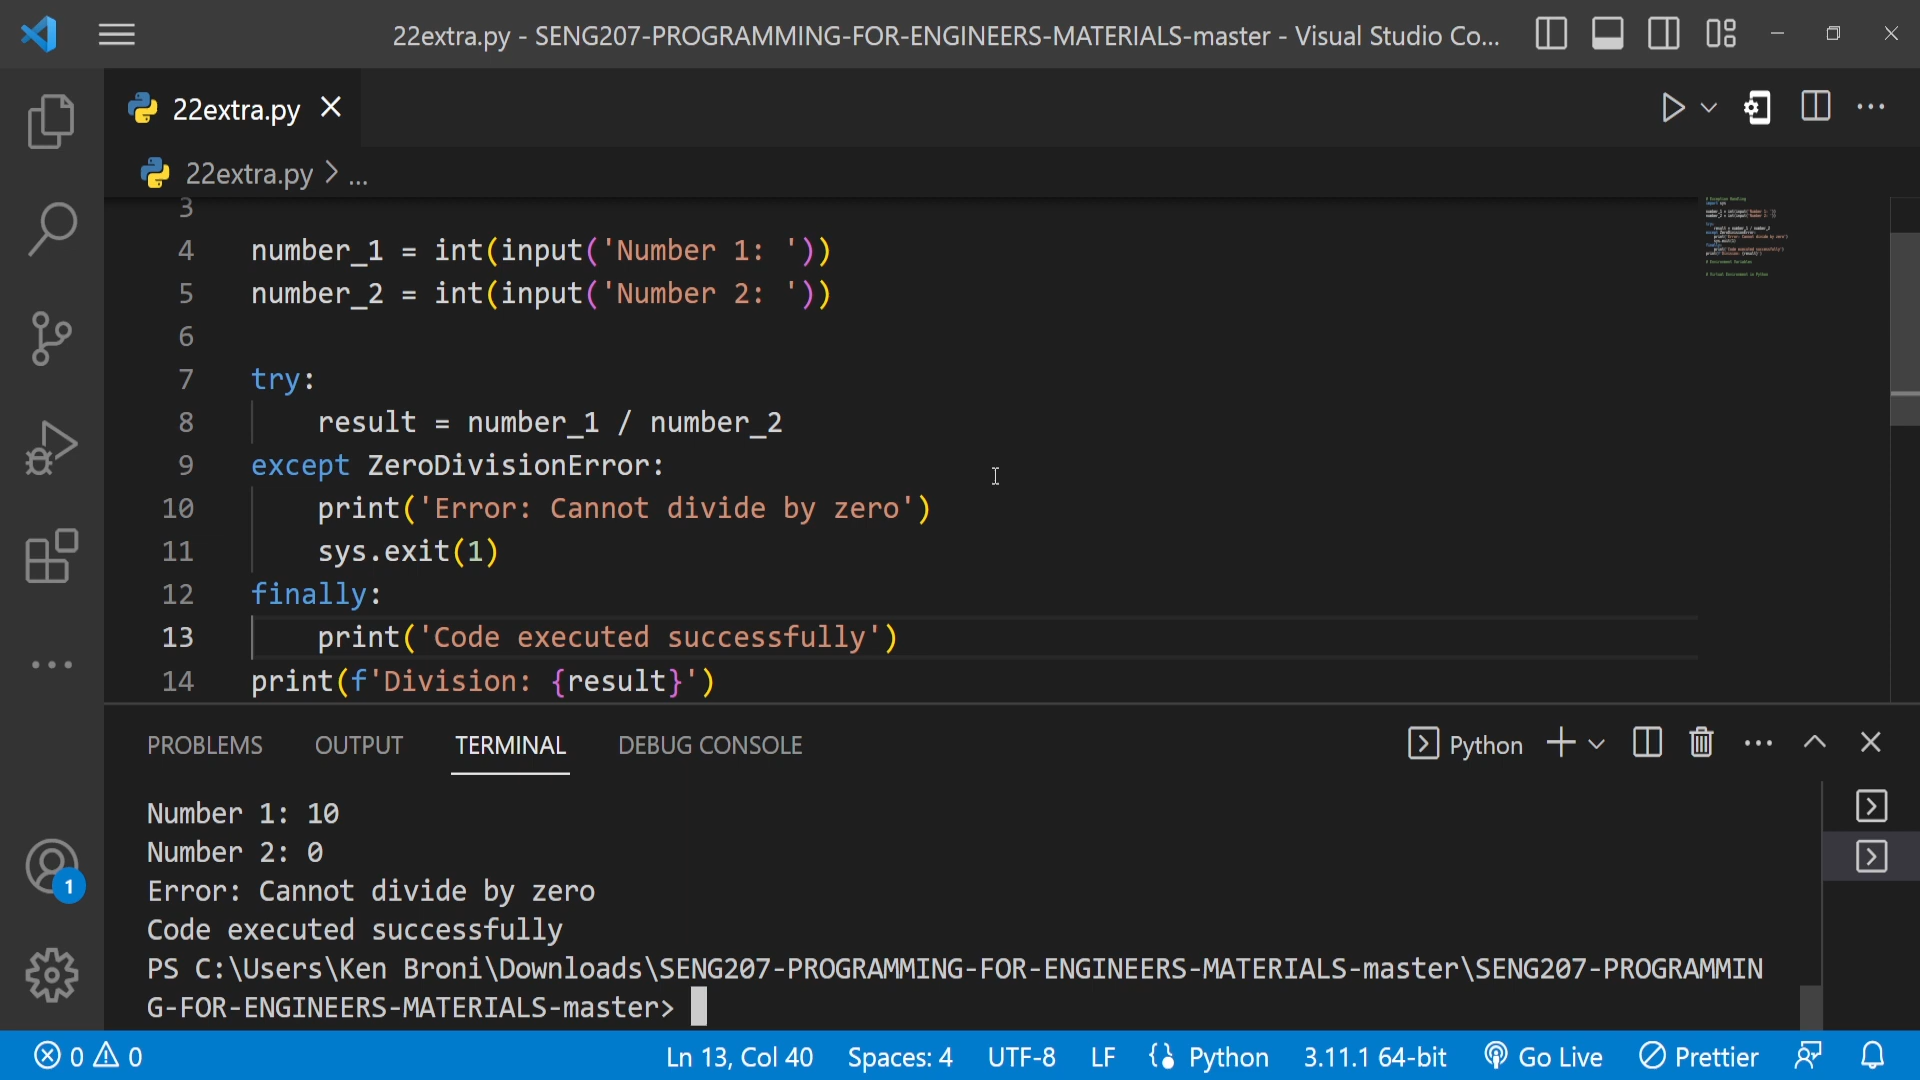 22extra.py - SENG207-PROGRAMMING-FOR-ENGINEERS-MATERIALS-master - Visual Studio Co...
22extra.py
22extra.py > ...
3
4 number_1 = int(input('Number 1: '))
5 number_2 = int(input('Number 2: '))
6
7 try:
8     result = number_1 / number_2
9 except ZeroDivisionError:
10     print('Error: Cannot divide by zero')
11     sys.exit(1)
12 finally:
13     print('Code executed successfully')
14 print(f'Division: {result}')
PROBLEMS OUTPUT TERMINAL DEBUG CONSOLE Python
Number 1: 10
Number 2: 0
Error: Cannot divide by zero
Code executed successfully
PS C:\Users\Ken Broni\Downloads\SENG207-PROGRAMMING-FOR-ENGINEERS-MATERIALS-master\SENG207-PROGRAMMIN
G-FOR-ENGINEERS-MATERIALS-master>
1
0 0 Ln 13, Col 40 Spaces: 4 UTF-8 LF Python 3.11.1 64-bit Go Live Prettier